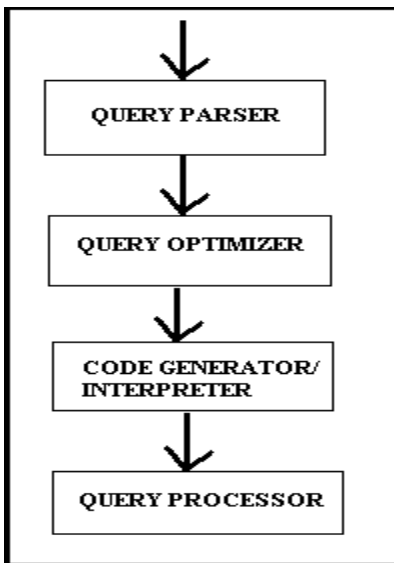 QUERY PARSER
QUERY OPTIMIZER
CODE GENERATOR/
INTERPRETER
QUERY PROCESSOR